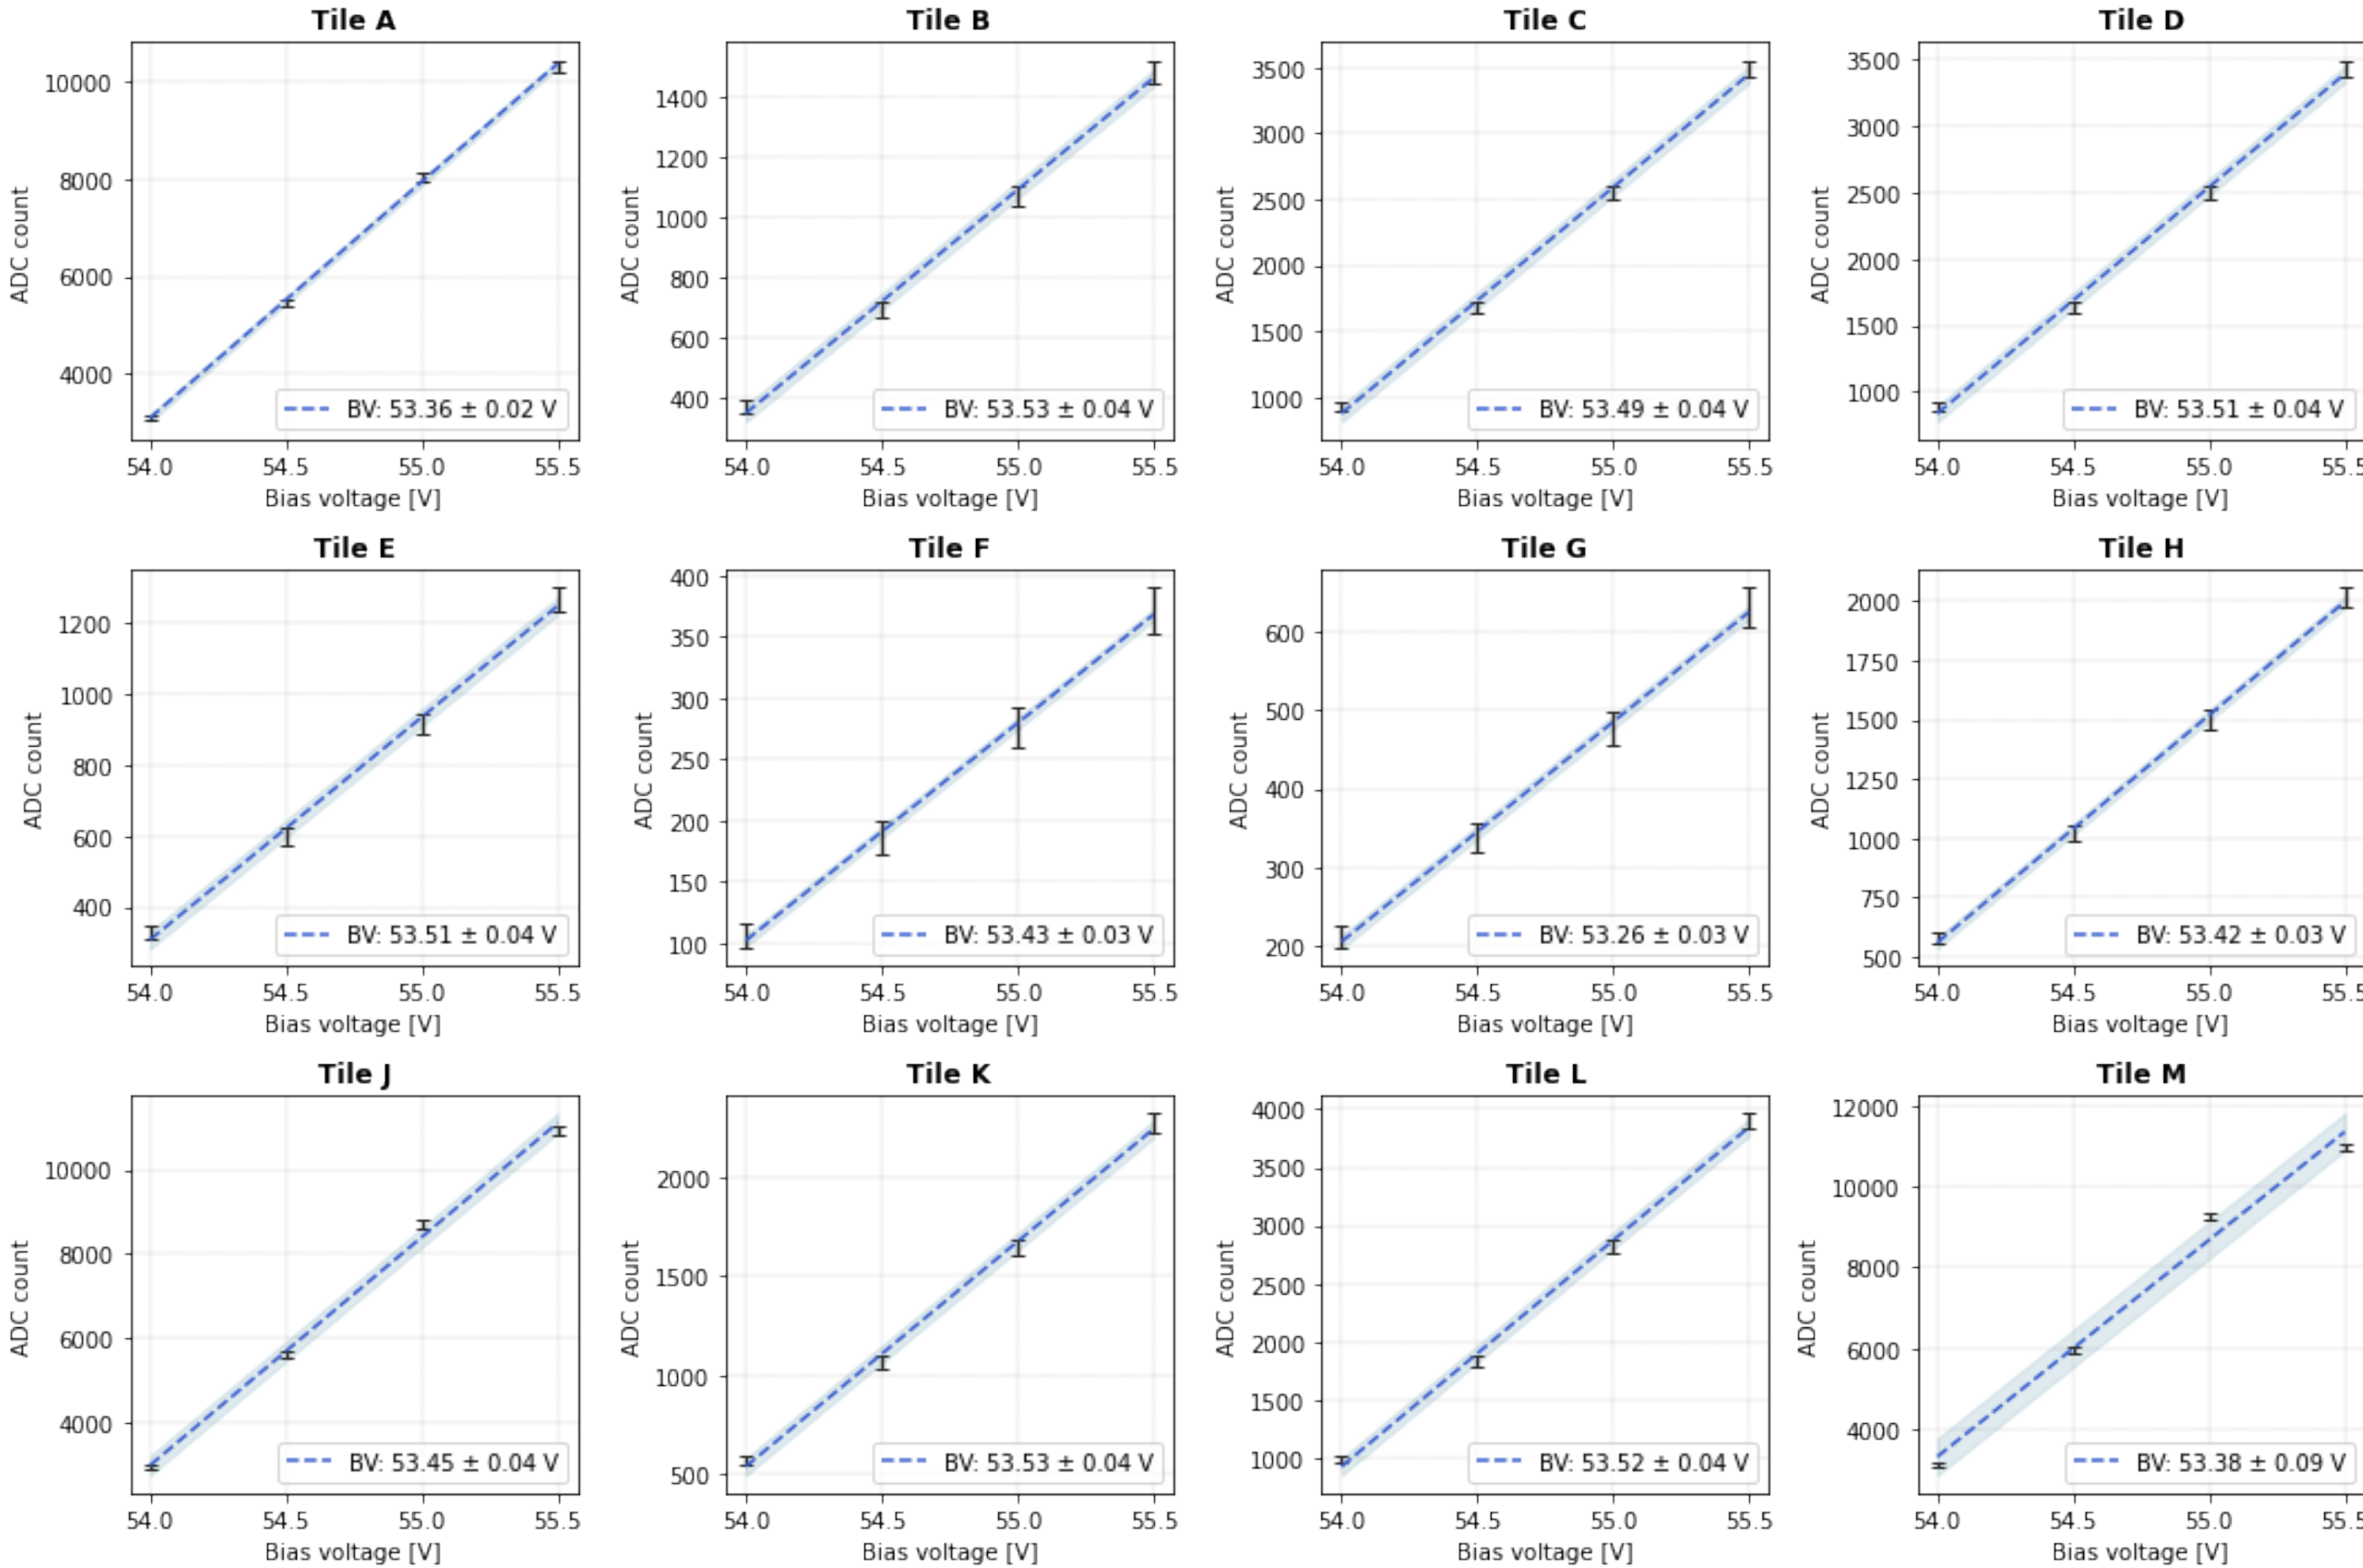 Tile A
Tile B
Tile C
Tile D
ADC count
10000
8000
6000
4000
BV: 53.36 ± 0.02 V
54.0 54.5 55.0 55.5
Bias voltage [V]
ADC count
1400
1200
1000
800
600
400
BV: 53.53 ± 0.04 V
54.0 54.5 55.0 55.5
Bias voltage [V]
ADC count
3500
3000
2500
2000
1500
1000
BV: 53.49 ± 0.04 V
54.0 54.5 55.0 55.5
Bias voltage [V]
ADC count
3500
3000
2500
2000
1500
1000
BV: 53.51 ± 0.04 V
54.0 54.5 55.0 55.5
Bias voltage [V]
Tile E
Tile F
Tile G
Tile H
ADC count
1200
1000
800
600
400
BV: 53.51 ± 0.04 V
54.0 54.5 55.0 55.5
Bias voltage [V]
ADC count
400
350
300
250
200
150
100
BV: 53.43 ± 0.03 V
54.0 54.5 55.0 55.5
Bias voltage [V]
ADC count
600
500
400
300
200
BV: 53.26 ± 0.03 V
54.0 54.5 55.0 55.5
Bias voltage [V]
ADC count
2000
1750
1500
1250
1000
750
500
BV: 53.42 ± 0.03 V
54.0 54.5 55.0 55.5
Bias voltage [V]
Tile J
Tile K
Tile L
Tile M
ADC count
10000
8000
6000
4000
BV: 53.45 ± 0.04 V
54.0 54.5 55.0 55.5
Bias voltage [V]
ADC count
2000
1500
1000
500
BV: 53.53 ± 0.04 V
54.0 54.5 55.0 55.5
Bias voltage [V]
ADC count
4000
3500
3000
2500
2000
1500
1000
BV: 53.52 ± 0.04 V
54.0 54.5 55.0 55.5
Bias voltage [V]
ADC count
12000
10000
8000
6000
4000
BV: 53.38 ± 0.09 V
54.0 54.5 55.0 55.5
Bias voltage [V]